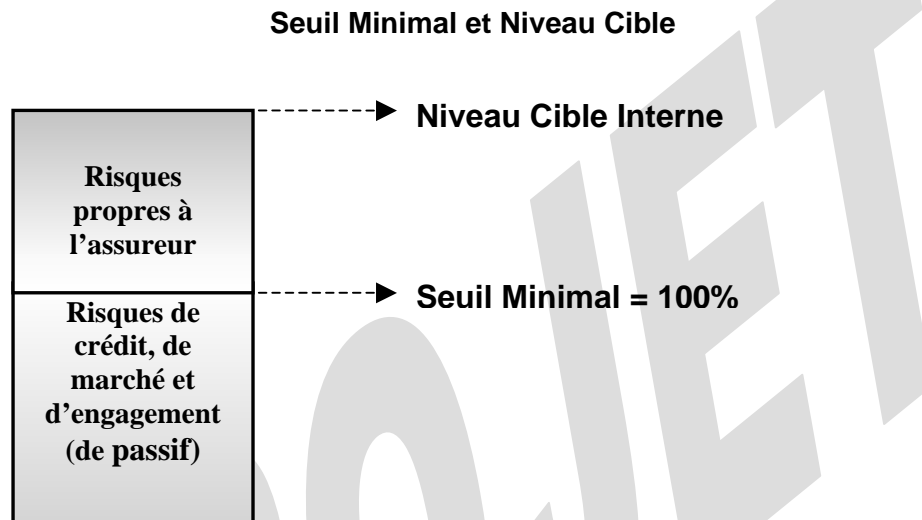 Seuil Minimal et Niveau Cible
Niveau Cible Interne
Risques
propres à
l’assureur
Seuil Minimal = 100%
Risques de
crédit, de
marché et
d’engagement
(de passif)
OJET